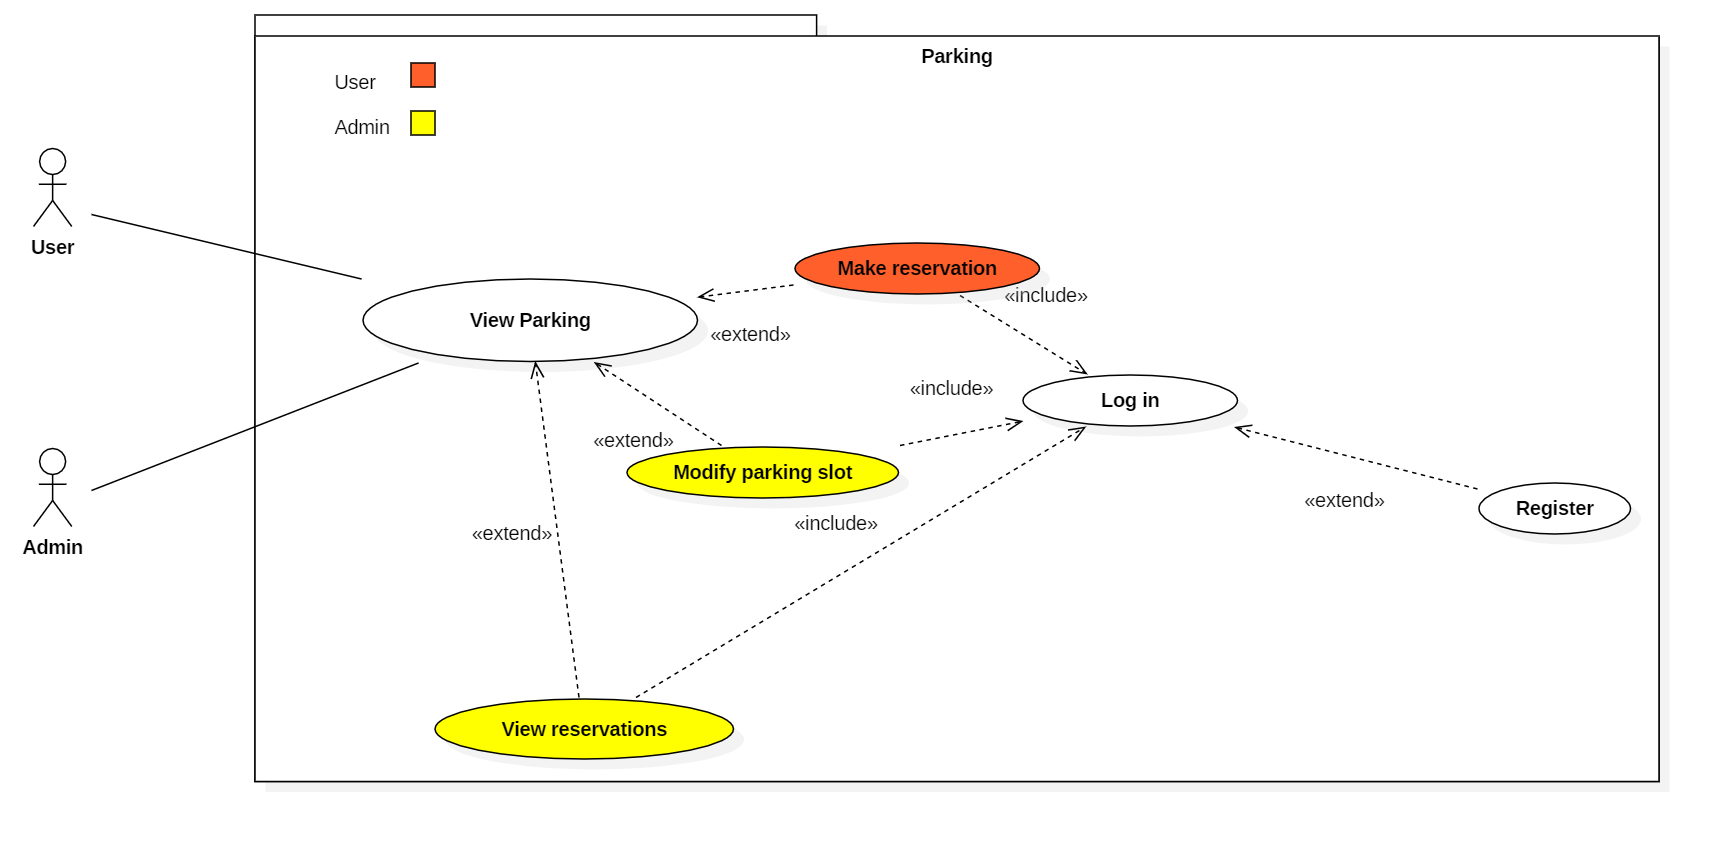 Parking
User
Admin
User
Make reservation
«include»
View Parking
«extend»
«include»
Log in
«extend»
Modify parking slot
«extend»
Register
«include»
«extend»
Admin
View reservations